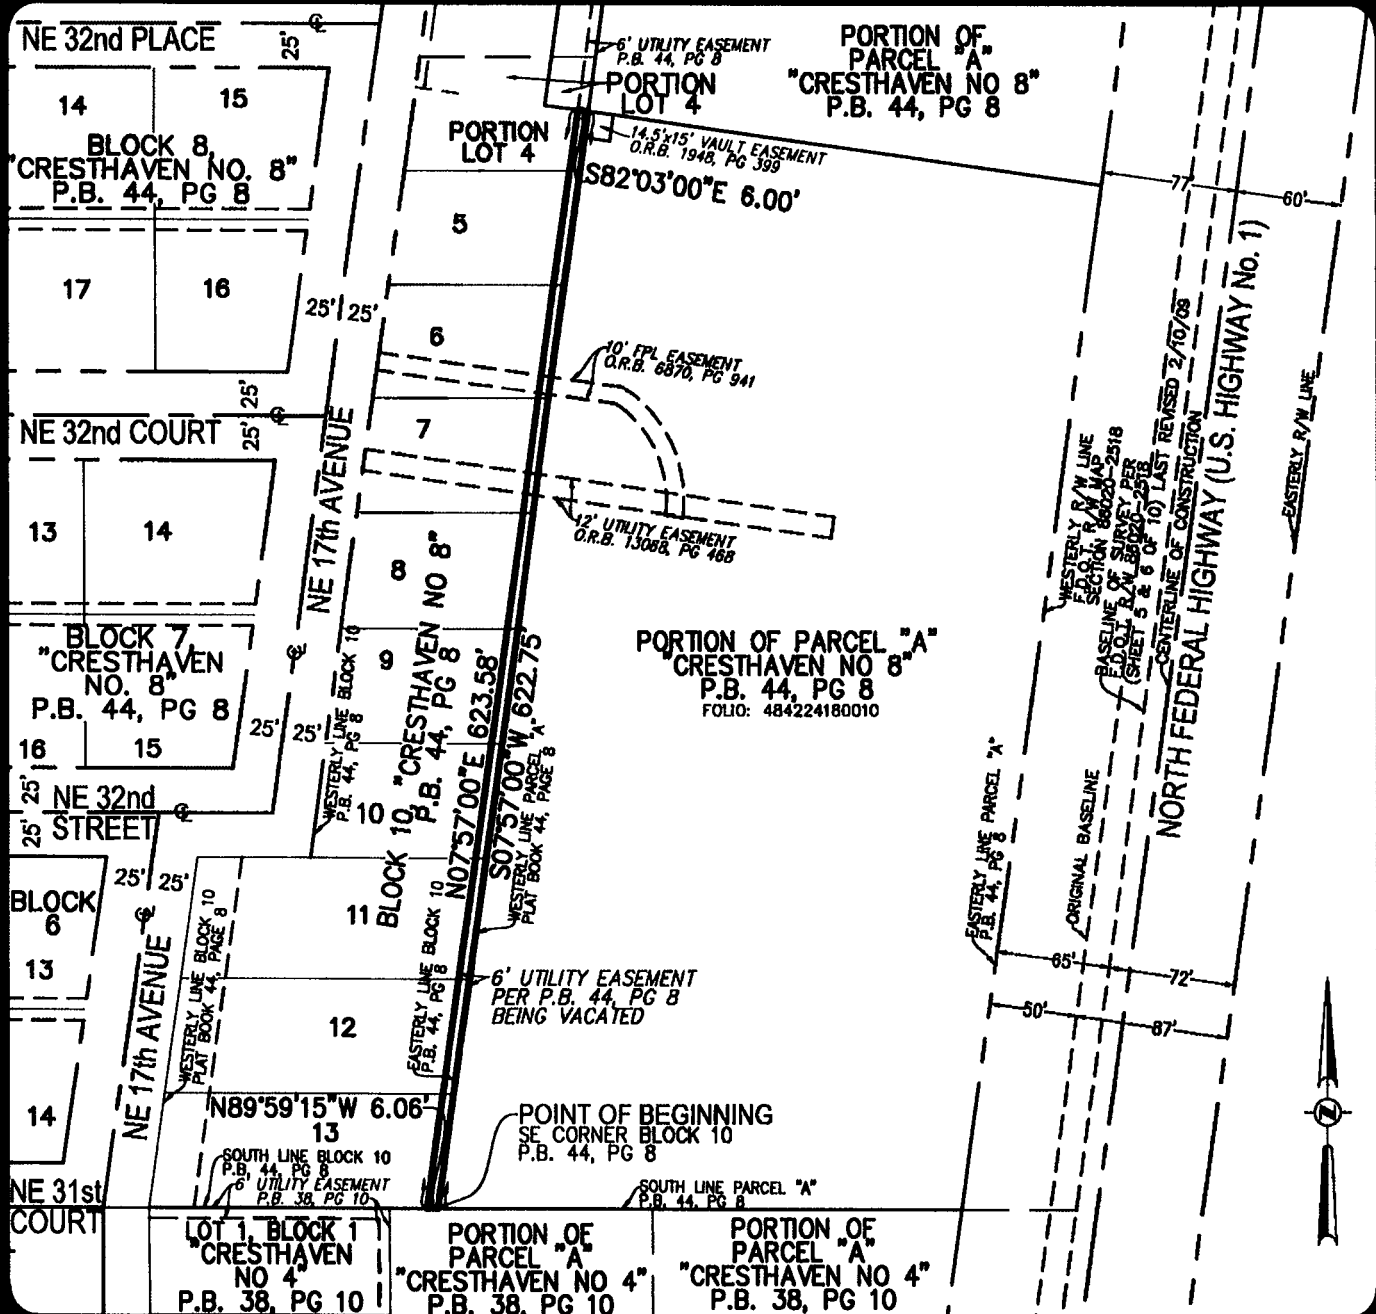 NE 32nd PLACE
25'
℄
14
15
BLOCK 8,
"CRESTHAVEN NO. 8"
P.B. 44, PG 8
17
16
25'
25'
25'
25'
℄
NE 32nd COURT
NE 17th AVENUE
13
14
℄
BLOCK 7,
"CRESTHAVEN
NO. 8"
P.B. 44, PG 8
16
15
25'
25'
25'
25'
NE 32nd
STREET
℄
25'
25'
℄
BLOCK
6
13
14
NE 17th AVENUE
NE 31st
COURT
6' UTILITY EASEMENT
P.B. 44, PG 8
PORTION
LOT 4
PORTION
LOT 4
PORTION OF
PARCEL "A"
"CRESTHAVEN NO 8"
P.B. 44, PG 8
14.5'x15' VAULT EASEMENT
O.R.B. 1948, PG 399
S82°03'00"E 6.00'
77'
60'
5
6
10' FPL EASEMENT
O.R.B. 6870, PG 941
7
12' UTILITY EASEMENT
O.R.B. 13068, PG 468
8
9
10
11
12
13
BLOCK 10, "CRESTHAVEN NO 8"
P.B. 44, PG 8
WESTERLY LINE BLOCK 10
P.B. 44, PG 8
N07°57'00"E 623.58'
S07°57'00"W 622.75'
WESTERLY LINE PARCEL "A"
PLAT BOOK 44, PAGE 8
PORTION OF PARCEL "A"
"CRESTHAVEN NO 8"
P.B. 44, PG 8
FOLIO: 484224180010
WESTERLY R/W LINE
F.D.O.T. R/W MAP
SECTION 86020-2518
BASELINE OF SURVEY PER
F.D.O.T. R/W 86020-2518
(SHEET 5 & 6 OF 10) LAST REVISED 2/10/09
CENTERLINE OF CONSTRUCTION
NORTH FEDERAL HIGHWAY (U.S. HIGHWAY No. 1)
EASTERLY R/W LINE
EASTERLY LINE PARCEL "A"
P.B. 44, PG 8
ORIGINAL BASELINE
65'
72'
50'
67'
WESTERLY LINE BLOCK 10
PLAT BOOK 44, PAGE 8
EASTERLY LINE BLOCK 10
P.B. 44, PG 8
6' UTILITY EASEMENT
PER P.B. 44, PG 8
BEING VACATED
N89°59'15"W 6.06'
POINT OF BEGINNING
SE CORNER BLOCK 10
P.B. 44, PG 8
SOUTH LINE BLOCK 10
P.B. 44, PG 8
6' UTILITY EASEMENT
P.B. 38, PG 10
SOUTH LINE PARCEL "A"
P.B. 44, PG 8
N
LOT 1, BLOCK 1
"CRESTHAVEN
NO 4"
P.B. 38, PG 10
PORTION OF
PARCEL "A"
"CRESTHAVEN NO 4"
P.B. 38, PG 10
PORTION OF
PARCEL "A"
"CRESTHAVEN NO 4"
P.B. 38, PG 10